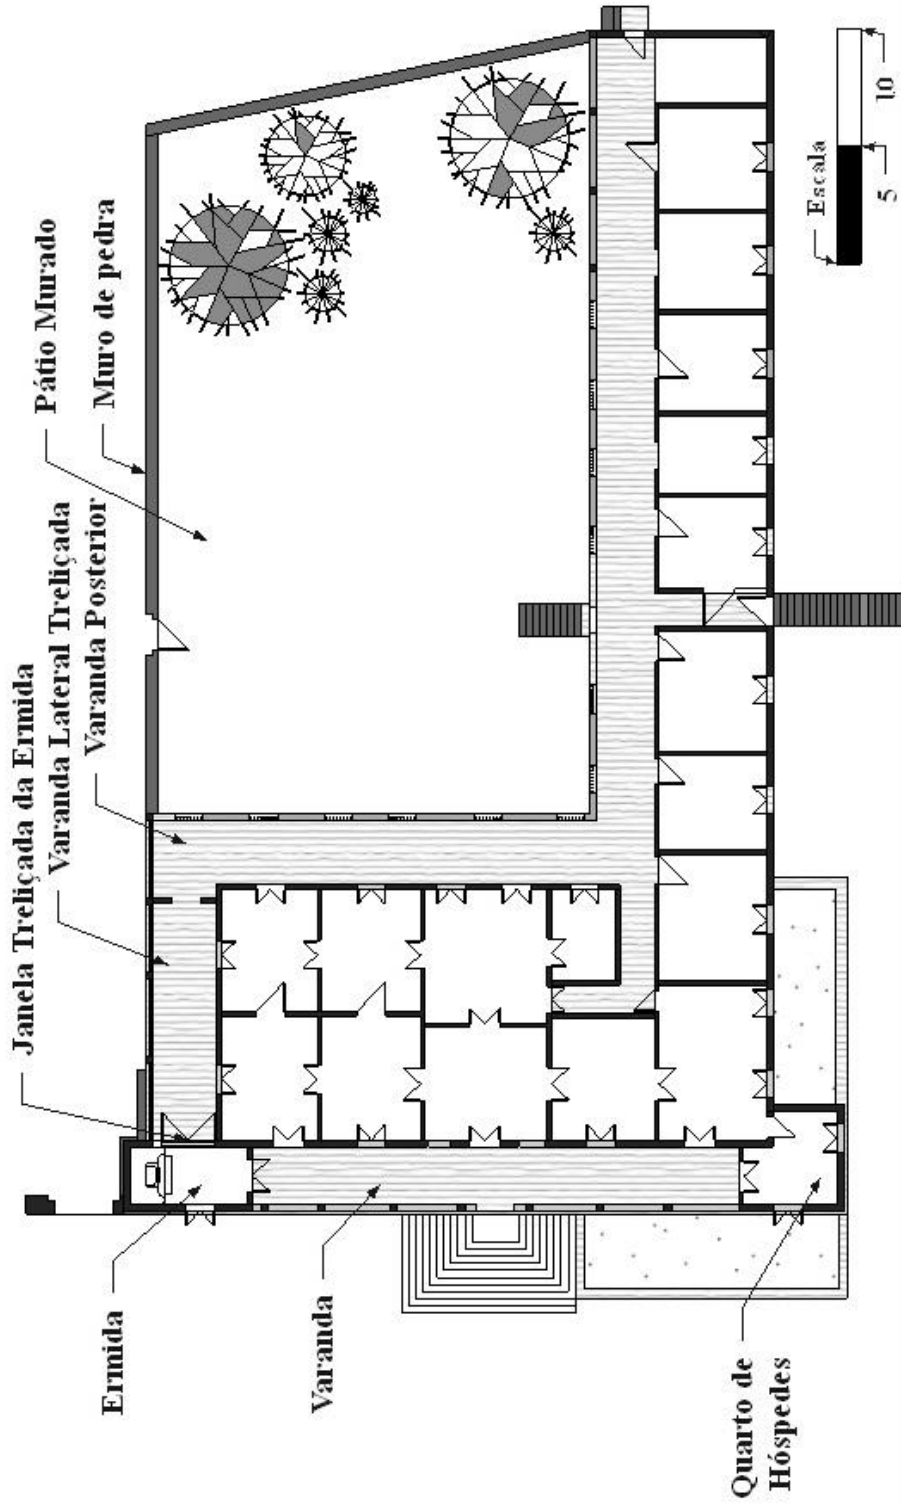 Janela Treliçada da Ermida
Varanda Lateral Treliçada
Varanda Posterior
Pátio Murado
Muro de pedra
Ermida
Varanda
Quarto de
Hóspedes
Escala
5
10